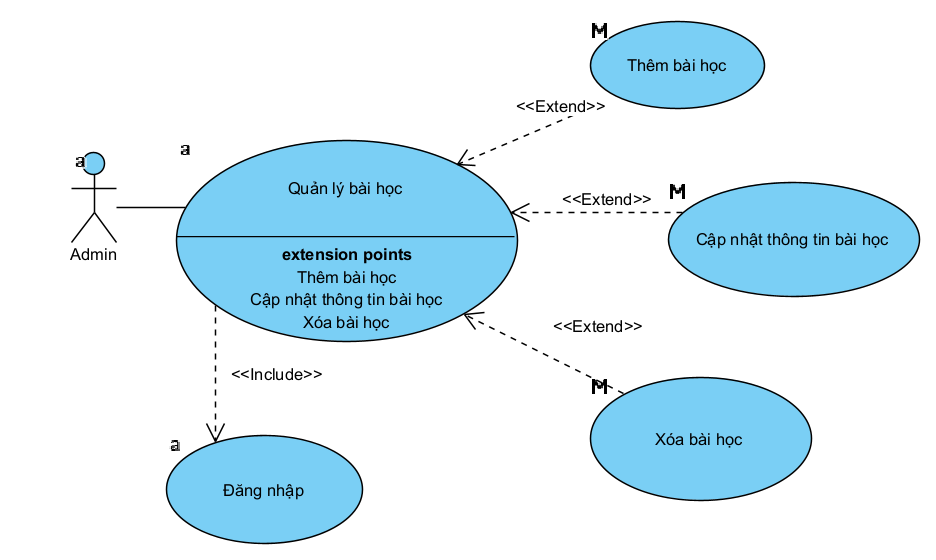 M
Thêm bài học
<<Extend>>
a
a
Quản lý bài học
M
<<Extend>>
Cập nhật thông tin bài học
Admin
extension points
Thêm bài học
Cập nhật thông tin bài học
Xóa bài học
<<Extend>>
<<Include>>
M
Xóa bài học
a
Đăng nhập